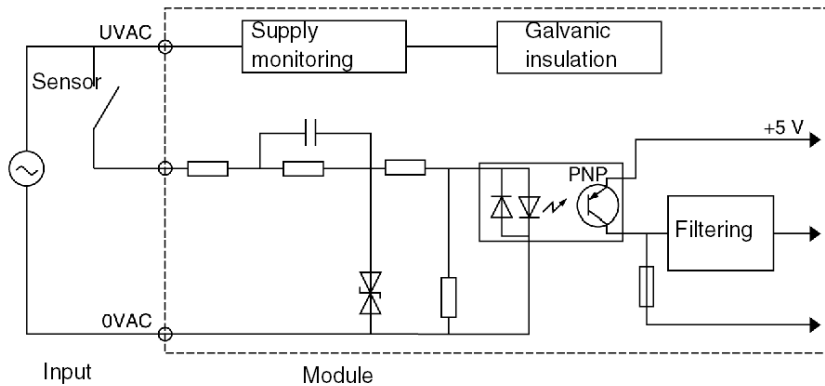 UVAC
Supply
monitoring
Galvanic
insulation
Sensor
+5 V
PNP
Filtering
0VAC
Input
Module